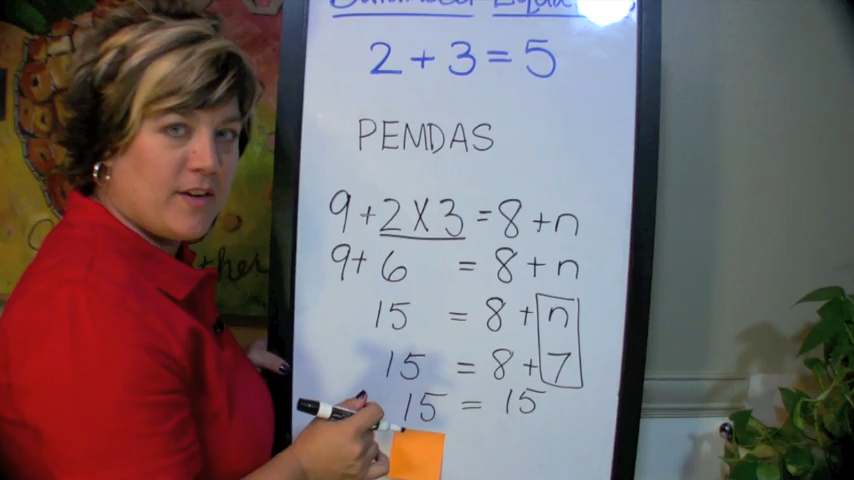 2 + 3 = 5
PEMDAS
9 + 2 X 3 = 8 + n
9 + 6 = 8 + n
15 = 8 + n
15 = 8 + 7
15 = 15